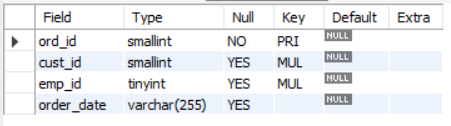 Field Type Null Key Default Extra
ord_id smallint NO PRI NULL
cust_id smallint YES MUL NULL
emp_id tinyint YES MUL NULL
order_date varchar(255) YES NULL